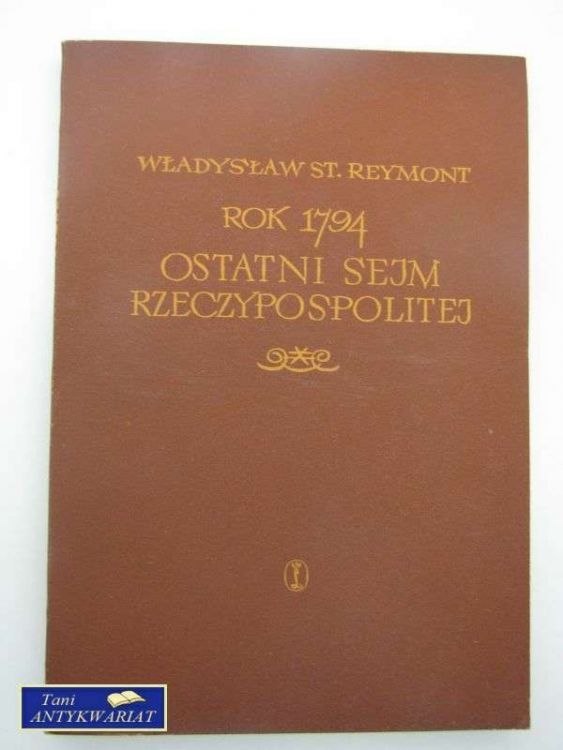 WŁADYSŁAW ST. REYMONT
ROK 1794
OSTATNI SEJM
RZECZYPOSPOLITEJ
Tani
ANTYKWARIAT